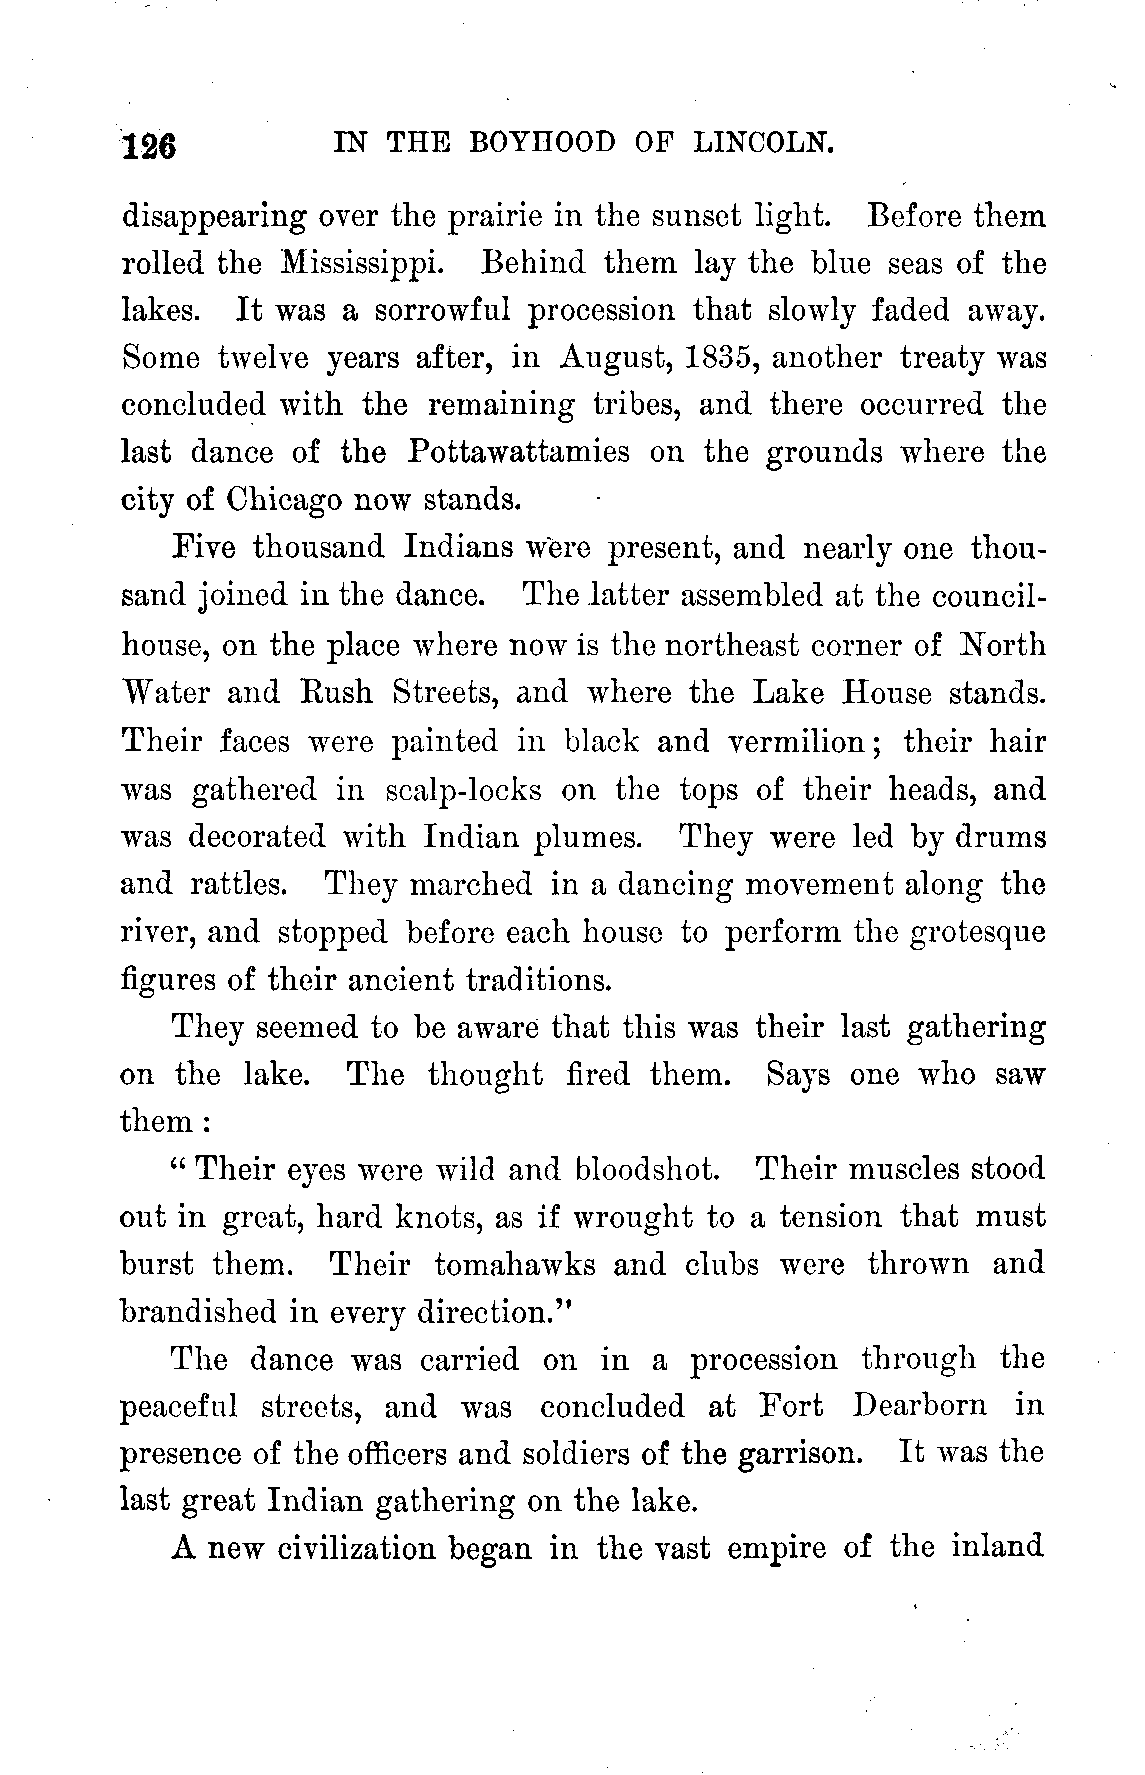 126 IN THE BOYHOOD OF LINCOLN.
disappearing over the prairie in the sunset light. Before them
rolled the Mississippi. Behind them lay the blue seas of the
lakes. It was a sorrowful procession that slowly faded away.
Some twelve years after, in August, 1835, another treaty was
concluded with the remaining tribes, and there occurred the
last dance of the Pottawattamies on the grounds where the
city of Chicago now stands.
Five thousand Indians were present, and nearly one thou-
sand joined in the dance. The latter assembled at the council-
house, on the place where now is the northeast corner of North
Water and Rush Streets, and where the Lake House stands.
Their faces were painted in black and vermilion; their hair
was gathered in scalp-locks on the tops of their heads, and
was decorated with Indian plumes. They were led by drums
and rattles. They marched in a dancing movement along the
river, and stopped before each house to perform the grotesque
figures of their ancient traditions.
They seemed to be aware that this was their last gathering
on the lake. The thought fired them. Says one who saw
them :
“ Their eyes were wild and bloodshot. Their muscles stood
out in great, hard knots, as if wrought to a tension that must
burst them. Their tomahawks and clubs were thrown and
brandished in every direction.”
The dance was carried on in a procession through the
peaceful streets, and was concluded at Fort Dearborn in
presence of the officers and soldiers of the garrison. It was the
last great Indian gathering on the lake.
A new civilization began in the vast empire of the inland